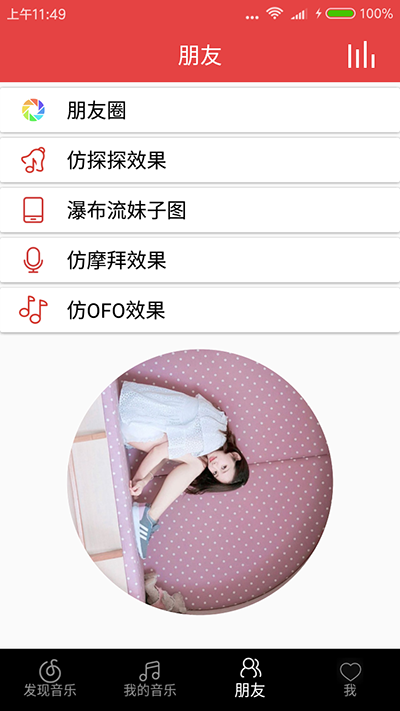 上午11:49
100%
朋友
朋友圈
仿探探效果
瀑布流妹子图
仿摩拜效果
仿OFO效果
发现音乐
我的音乐
朋友
我